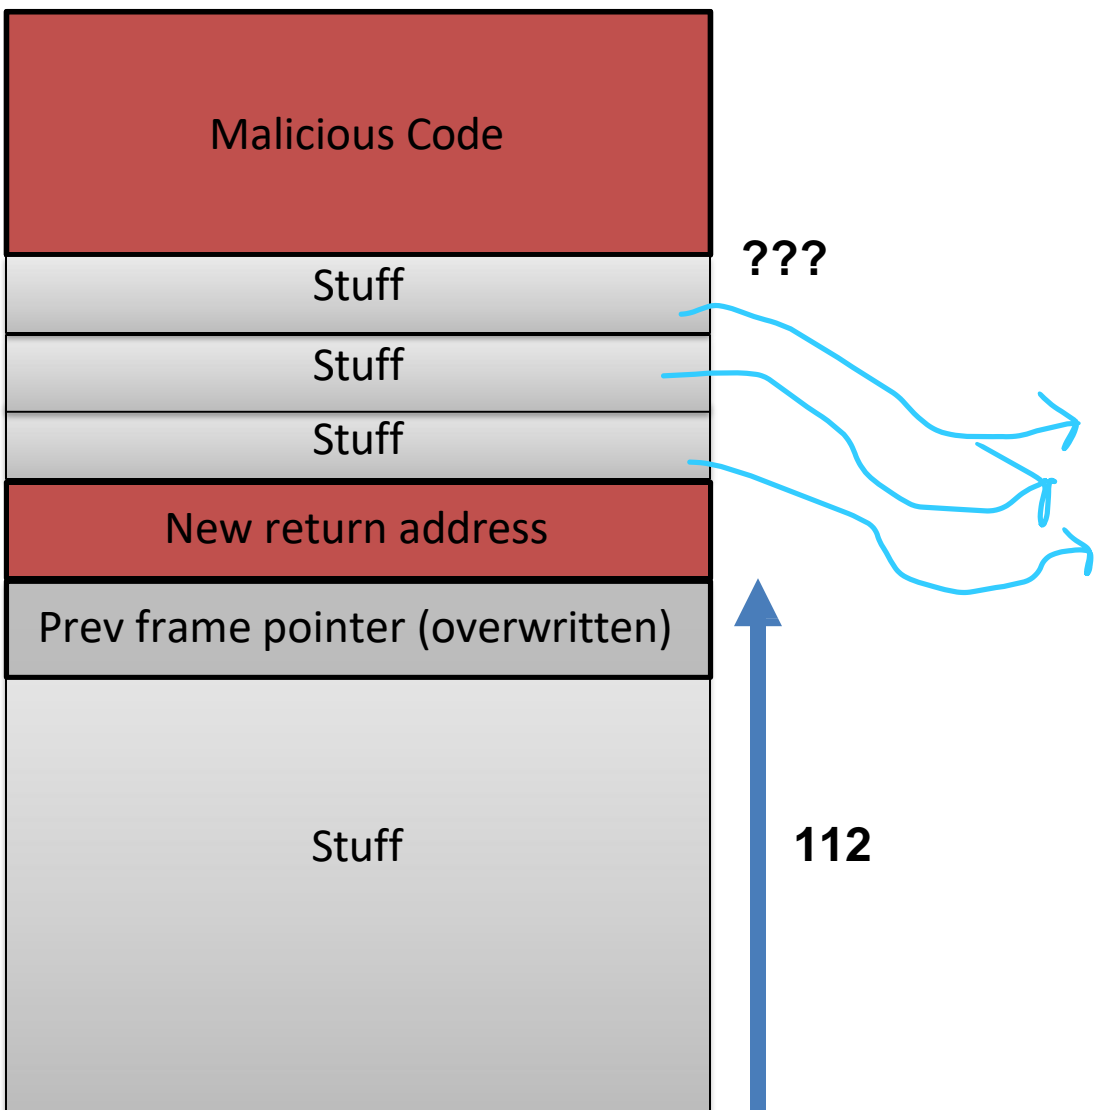 Malicious Code
???
Stuff
Stuff
Stuff
New return address
Prev frame pointer (overwritten)
Stuff
112